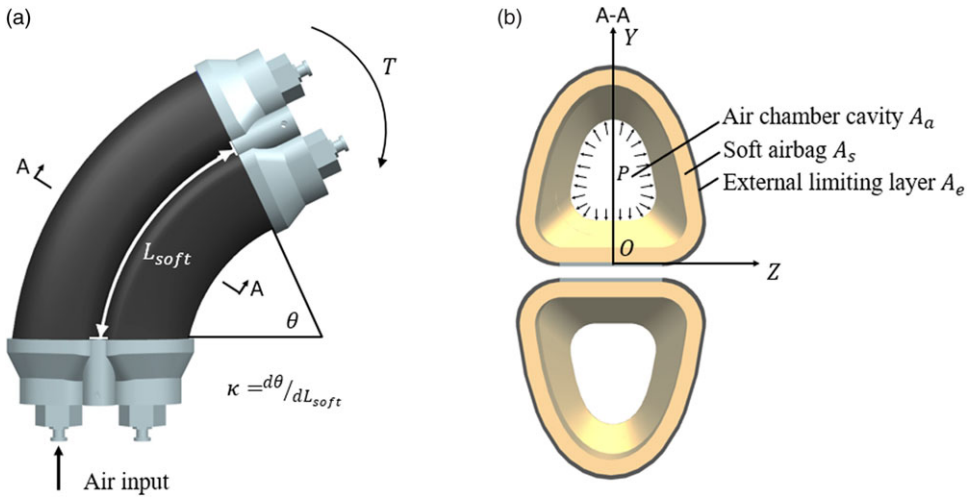 (a)
T
A
L_soft
A
θ
κ = dθ/dL_soft
Air input
(b)
A-A
Y
Air chamber cavity A_a
P
Soft airbag A_s
External limiting layer A_e
O
Z